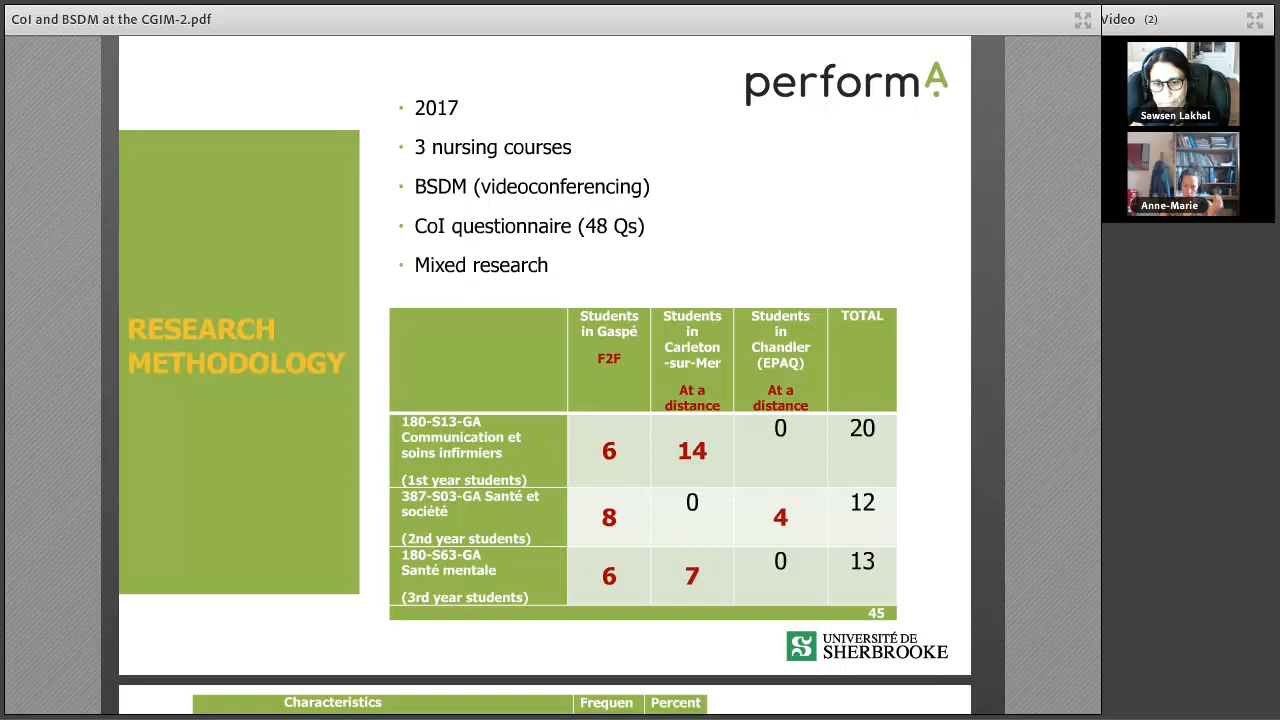 CoI and BSDM at the CGIM-2.pdf
Video (2)
Sawsen Lakhal
Anne-Marie
performA
· 2017
· 3 nursing courses
· BSDM (videoconferencing)
· CoI questionnaire (48 Qs)
· Mixed research
RESEARCH
METHODOLOGY
Students
in Gaspé
F2F
Students
in
Carleton
-sur-Mer
At a
distance
Students
in
Chandler
(EPAQ)
At a
distance
TOTAL
180-S13-GA
Communication et
soins infirmiers
(1st year students)
6 14 0 20
387-S03-GA Santé et
société
(2nd year students)
8 0 4 12
180-S63-GA
Santé mentale
(3rd year students)
6 7 0 13
45
UNIVERSITÉ DE
SHERBROOKE
Characteristics Frequen Percent